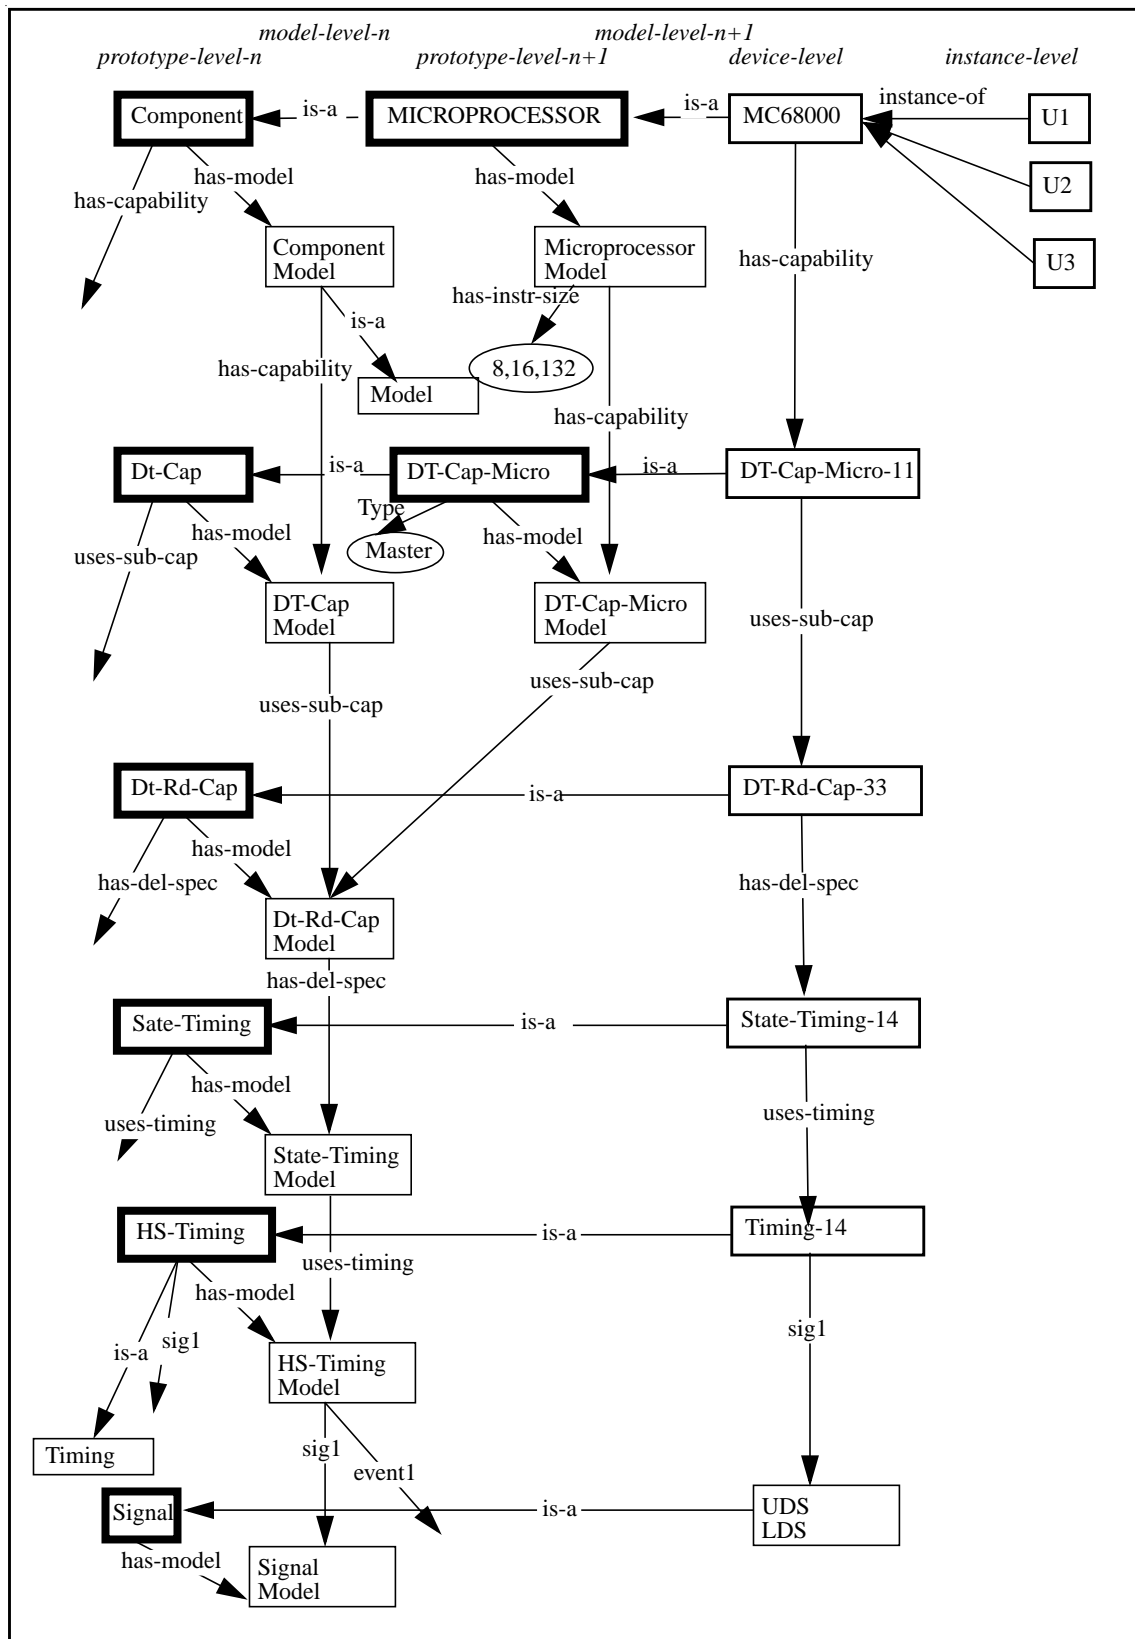 model-level-n
model-level-n+1
prototype-level-n
prototype-level-n+1
device-level
instance-level
Component
is-a
MICROPROCESSOR
is-a
MC68000
instance-of
U1
has-model
has-model
U2
has-capability
Component
Model
Microprocessor
Model
has-capability
U3
has-instr-size
is-a
has-capability
8,16,132
Model
has-capability
Dt-Cap
is-a
DT-Cap-Micro
is-a
DT-Cap-Micro-11
Type
has-model
has-model
Master
uses-sub-cap
DT-Cap
Model
DT-Cap-Micro
Model
uses-sub-cap
uses-sub-cap
uses-sub-cap
Dt-Rd-Cap
is-a
DT-Rd-Cap-33
has-model
has-del-spec
has-del-spec
Dt-Rd-Cap
Model
has-del-spec
Sate-Timing
is-a
State-Timing-14
has-model
uses-timing
uses-timing
State-Timing
Model
HS-Timing
is-a
Timing-14
uses-timing
has-model
sig1
is-a
sig1
HS-Timing
Model
Timing
sig1
event1
Signal
is-a
UDS
LDS
has-model
Signal
Model